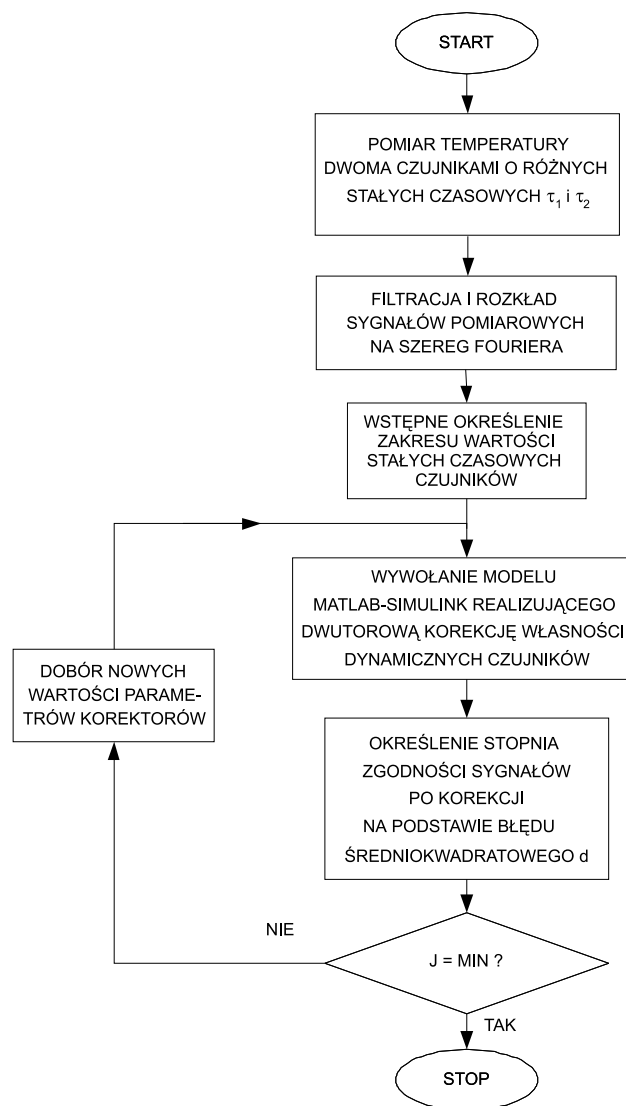 START
POMIAR TEMPERATURY
DWOMA CZUJNIKAMI O RÓŻNYCH
STAŁYCH CZASOWYCH τ₁ i τ₂
FILTRACJA I ROZKŁAD
SYGNAŁÓW POMIAROWYCH
NA SZEREG FOURIERA
WSTĘPNE OKREŚLENIE
ZAKRESU WARTOŚCI
STAŁYCH CZASOWYCH
CZUJNIKÓW
WYWOŁANIE MODELU
MATLAB-SIMULINK REALIZUJĄCEGO
DWUTOROWĄ KOREKCJĘ WŁASNOŚCI
DYNAMICZNYCH CZUJNIKÓW
DOBÓR NOWYCH
WARTOŚCI PARAME-
TRÓW KOREKTORÓW
OKREŚLENIE STOPNIA
ZGODNOŚCI SYGNAŁÓW
PO KOREKCJI
NA PODSTAWIE BŁĘDU
ŚREDNIOKWADRATOWEGO d
NIE
J = MIN ?
TAK
STOP